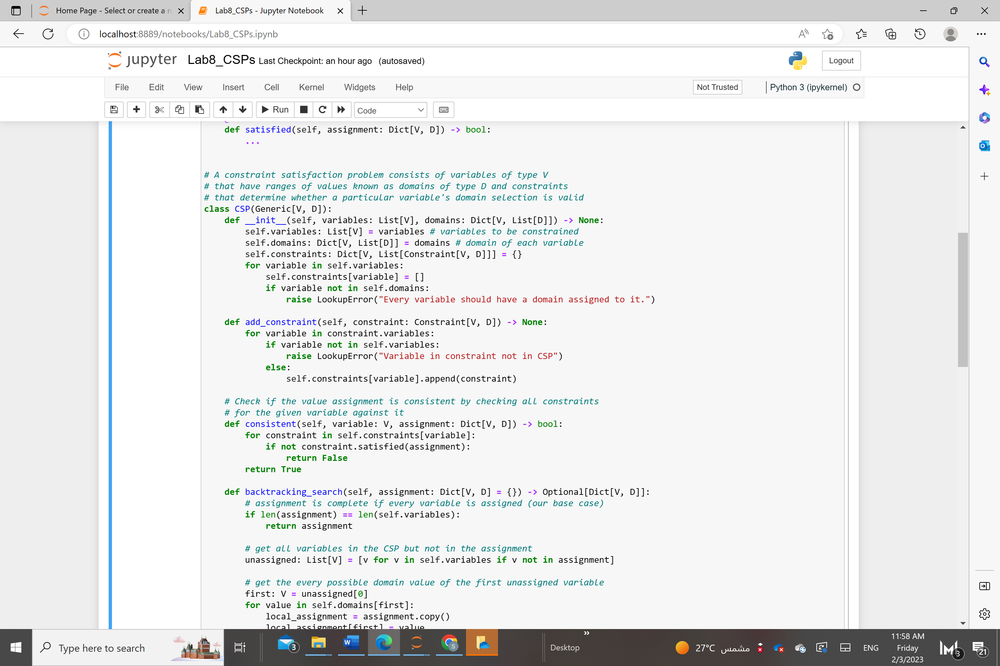 Home Page - Select or create a n
Lab8_CSPs - Jupyter Notebook
localhost:8889/notebooks/Lab8_CSPs.ipynb
jupyter Lab8_CSPs Last Checkpoint: an hour ago (autosaved)
Logout
File Edit View Insert Cell Kernel Widgets Help
Not Trusted
Python 3 (ipykernel)
Run
Code
def satisfied(self, assignment: Dict[V, D]) -> bool:
...
# A constraint satisfaction problem consists of variables of type V
# that have ranges of values known as domains of type D and constraints
# that determine whether a particular variable's domain selection is valid
class CSP(Generic[V, D]):
def __init__(self, variables: List[V], domains: Dict[V, List[D]]) -> None:
self.variables: List[V] = variables # variables to be constrained
self.domains: Dict[V, List[D]] = domains # domain of each variable
self.constraints: Dict[V, List[Constraint[V, D]]] = {}
for variable in self.variables:
self.constraints[variable] = []
if variable not in self.domains:
raise LookupError("Every variable should have a domain assigned to it.")
def add_constraint(self, constraint: Constraint[V, D]) -> None:
for variable in constraint.variables:
if variable not in self.variables:
raise LookupError("Variable in constraint not in CSP")
else:
self.constraints[variable].append(constraint)
# Check if the value assignment is consistent by checking all constraints
# for the given variable against it
def consistent(self, variable: V, assignment: Dict[V, D]) -> bool:
for constraint in self.constraints[variable]:
if not constraint.satisfied(assignment):
return False
return True
def backtracking_search(self, assignment: Dict[V, D] = {}) -> Optional[Dict[V, D]]:
# assignment is complete if every variable is assigned (our base case)
if len(assignment) == len(self.variables):
return assignment
# get all variables in the CSP but not in the assignment
unassigned: List[V] = [v for v in self.variables if v not in assignment]
# get the every possible domain value of the first unassigned variable
first: V = unassigned[0]
for value in self.domains[first]:
local_assignment = assignment.copy()
local_assignment[first] = value
Type here to search
3
W
S
Desktop
27°C مشمس
ENG
11:58 AM
Friday
2/3/2023
3
21